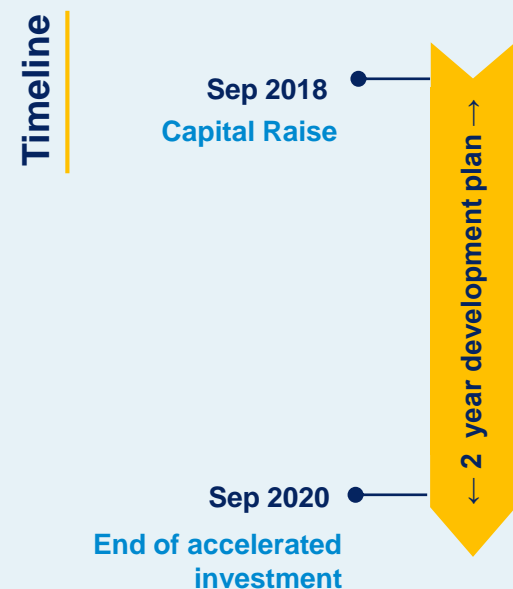 Timeline
Sep 2018
Capital Raise
← 2 year development plan →
Sep 2020
End of accelerated
investment